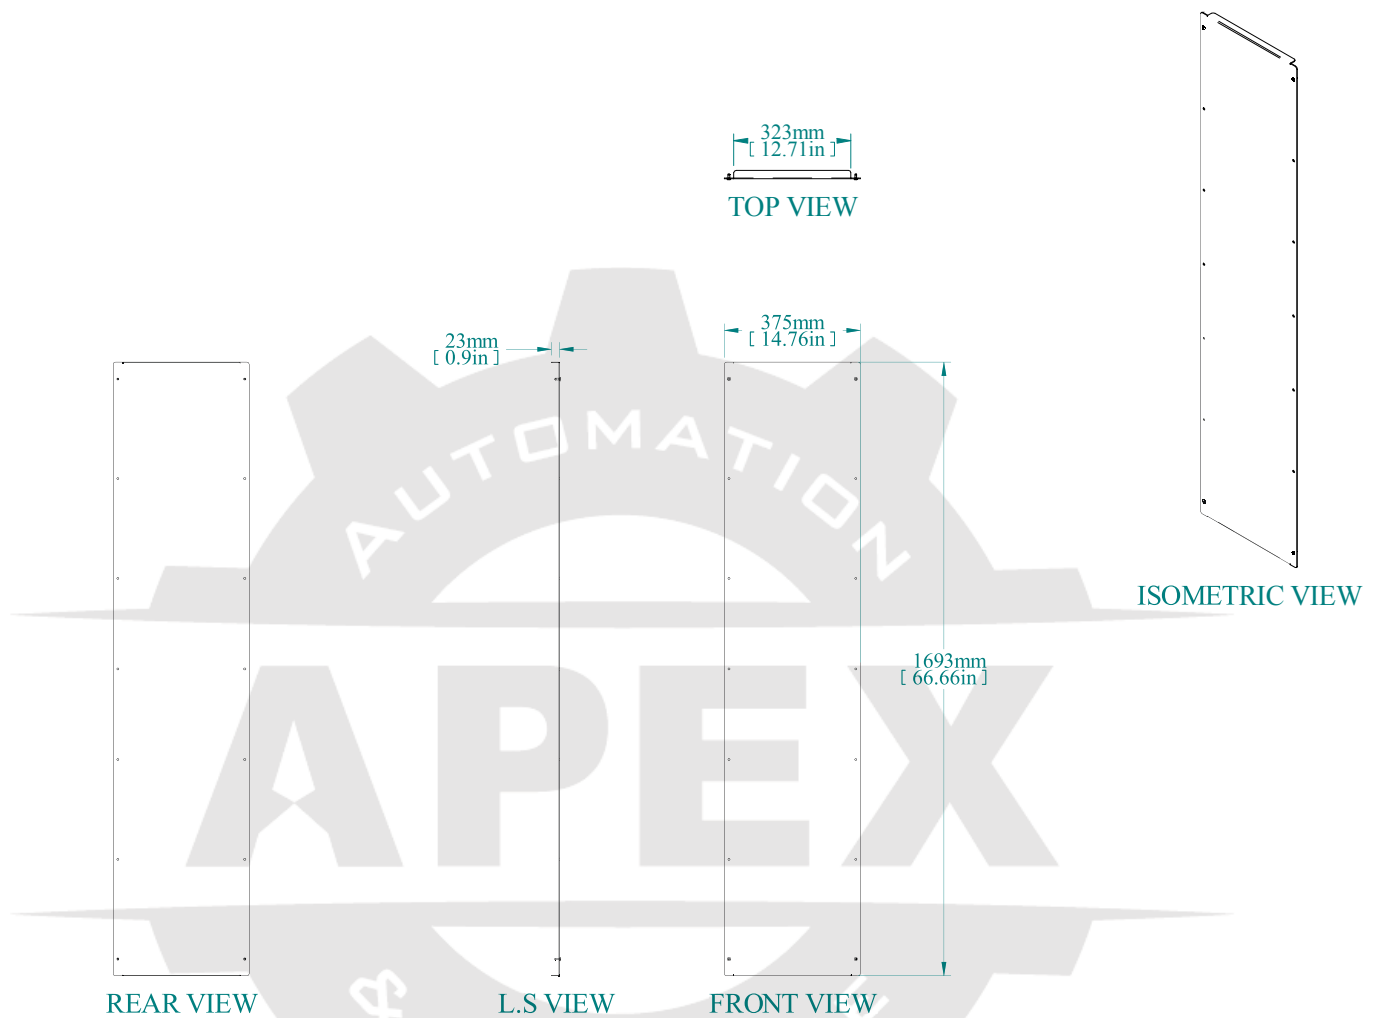 323mm
[ 12.71in ]
TOP VIEW
375mm
[ 14.76in ]
23mm
[ 0.9in ]
AUTOMATION
ISOMETRIC VIEW
1693mm
[ 66.66in ]
APEX
&
REAR VIEW
L.S VIEW
FRONT VIEW